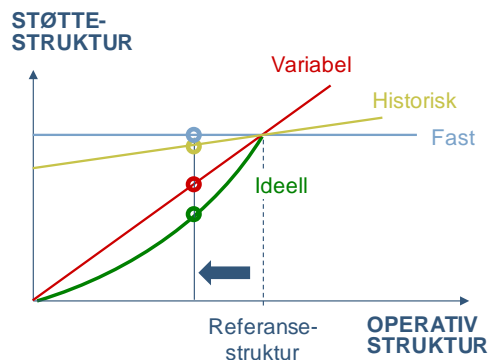 STØTTE-
STRUKTUR
Variabel
Historisk
Fast
Ideell
Referanse-
struktur
OPERATIV
STRUKTUR